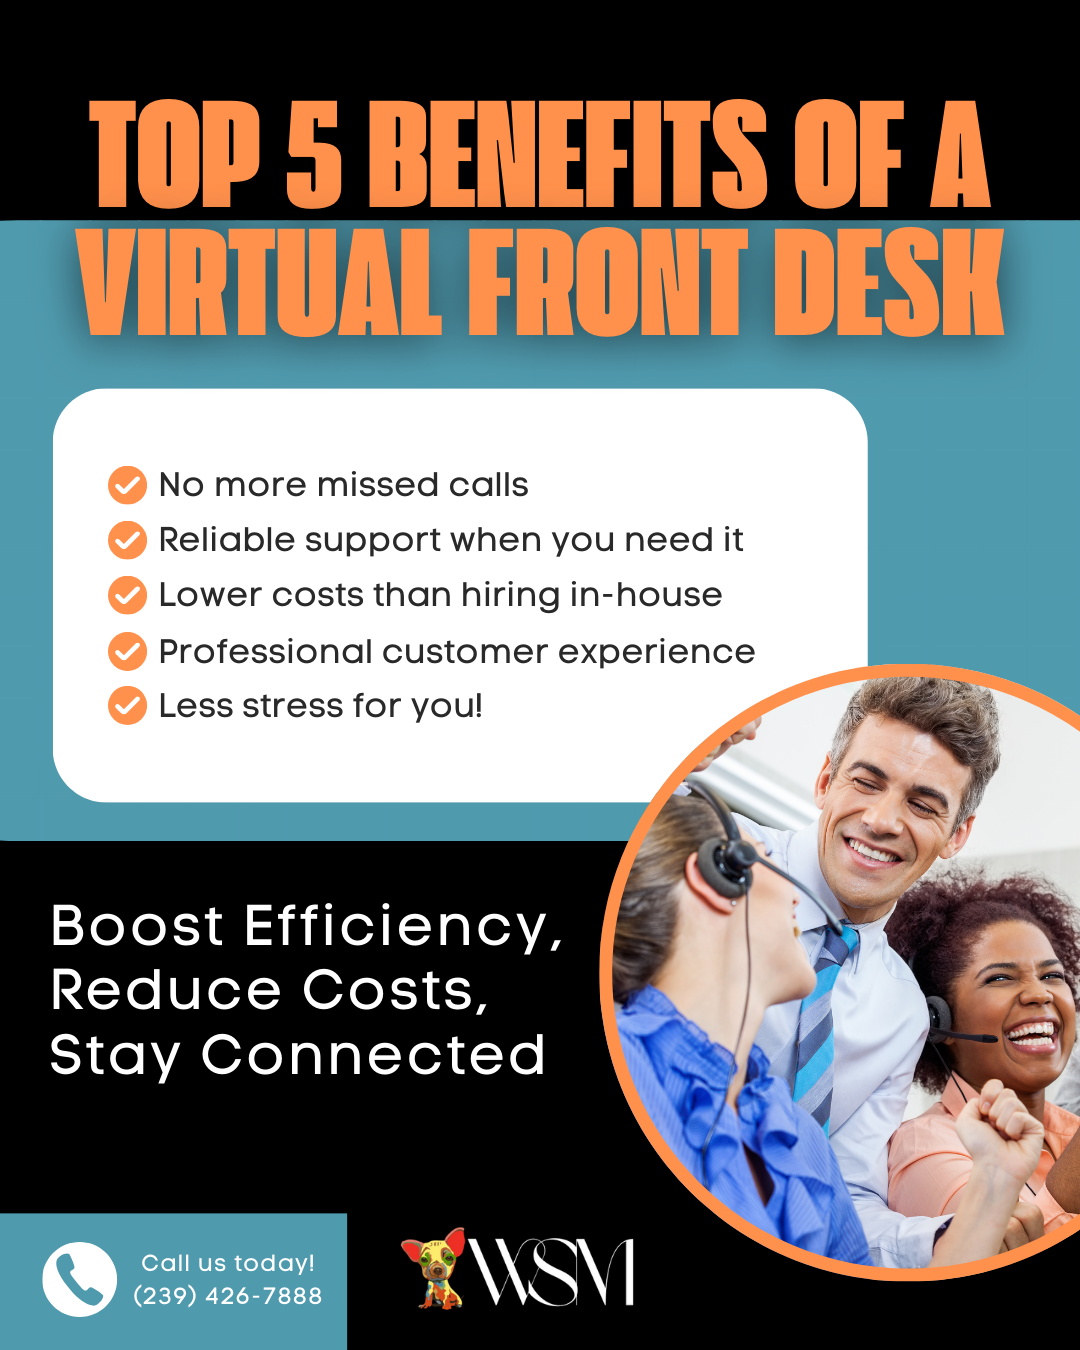 TOP 5 BENEFITS OF A
VIRTUAL FRONT DESK
No more missed calls
Reliable support when you need it
Lower costs than hiring in-house
Professional customer experience
Less stress for you!
Boost Efficiency,
Reduce Costs,
Stay Connected
Call us today!
(239) 426-7888
WSM